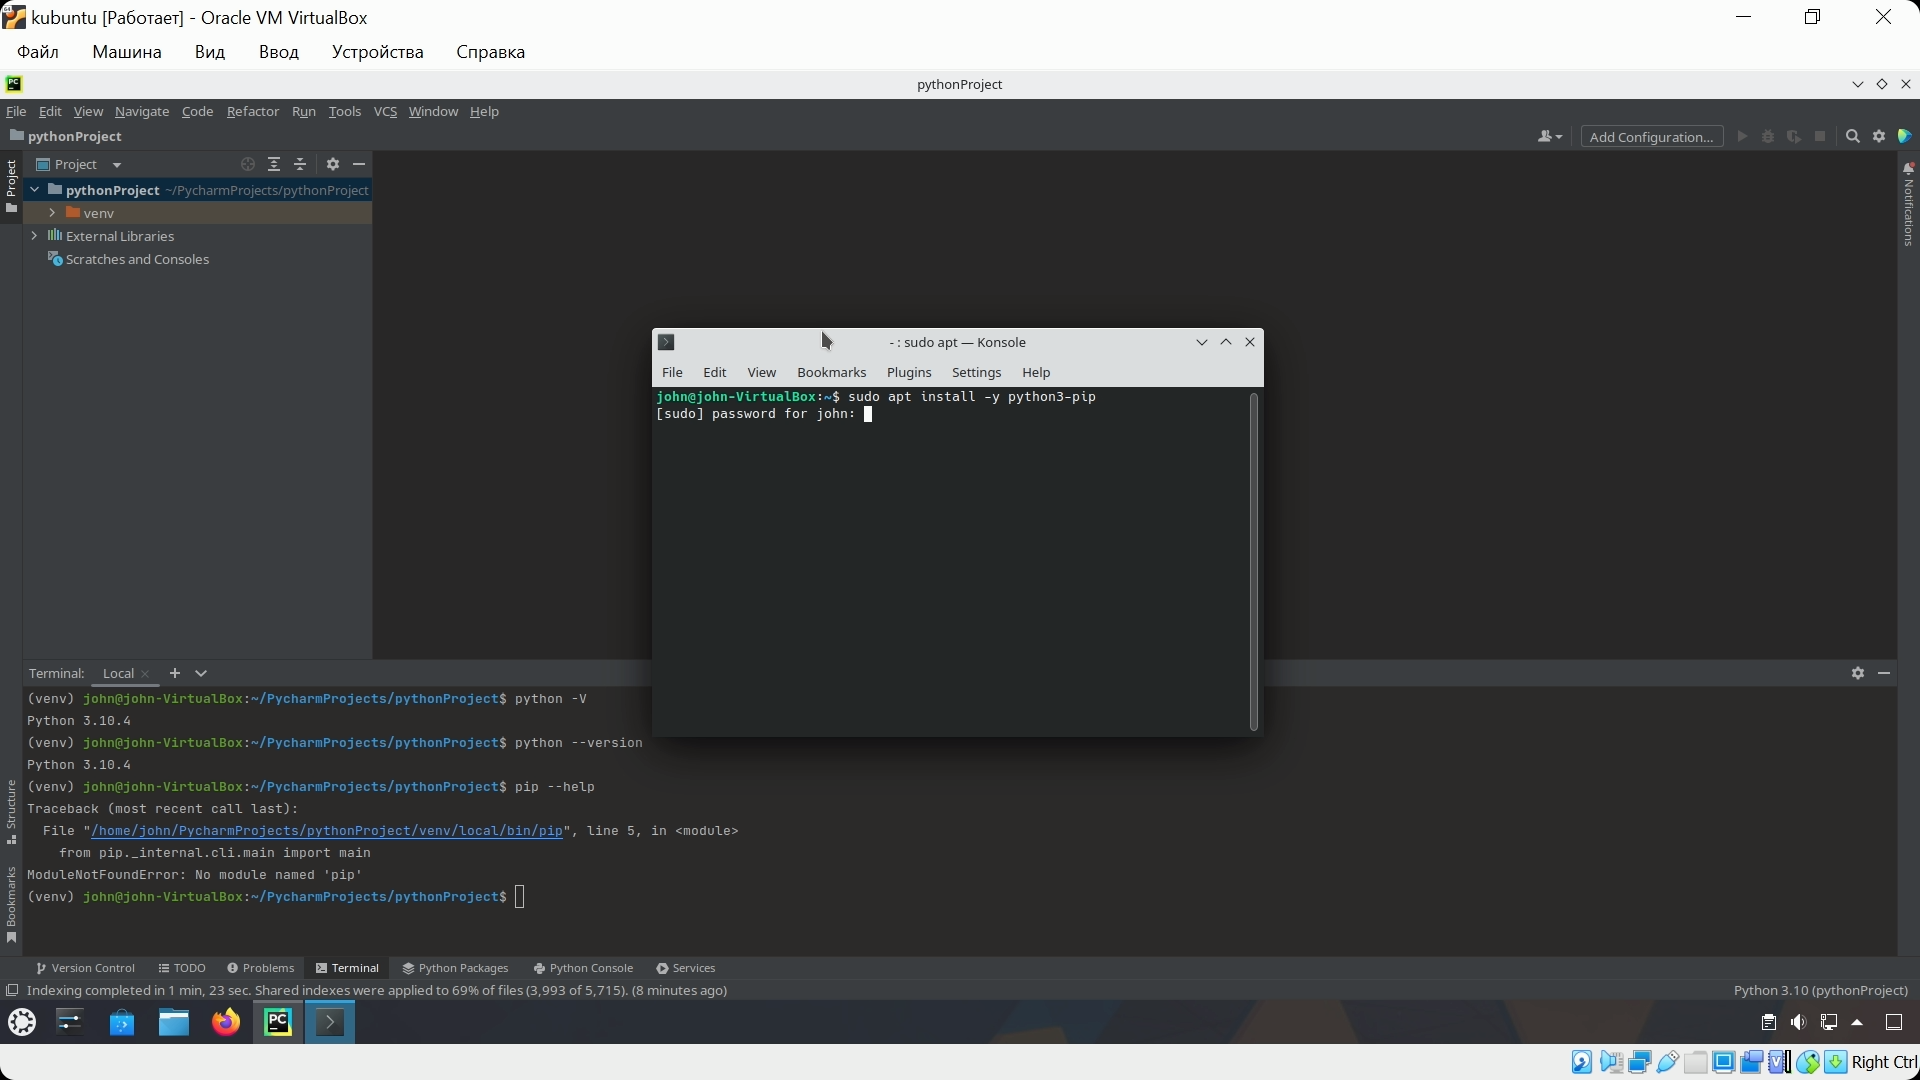 kubuntu [Работает] - Oracle VM VirtualBox
Файл Машина Вид Ввод Устройства Справка
pythonProject
File Edit View Navigate Code Refactor Run Tools VCS Window Help
pythonProject
Add Configuration...
Project
Project
pythonProject ~/PycharmProjects/pythonProject
venv
External Libraries
Scratches and Consoles
Notifications
- : sudo apt — Konsole
File Edit View Bookmarks Plugins Settings Help
john@john-VirtualBox:~$ sudo apt install -y python3-pip
[sudo] password for john:
Terminal: Local
(venv) john@john-VirtualBox:~/PycharmProjects/pythonProject$ python -V
Python 3.10.4
(venv) john@john-VirtualBox:~/PycharmProjects/pythonProject$ python --version
Python 3.10.4
(venv) john@john-VirtualBox:~/PycharmProjects/pythonProject$ pip --help
Traceback (most recent call last):
File "/home/john/PycharmProjects/pythonProject/venv/local/bin/pip", line 5, in <module>
from pip._internal.cli.main import main
ModuleNotFoundError: No module named 'pip'
(venv) john@john-VirtualBox:~/PycharmProjects/pythonProject$
Structure
Bookmarks
Version Control TODO Problems Terminal Python Packages Python Console Services
Indexing completed in 1 min, 23 sec. Shared indexes were applied to 69% of files (3,993 of 5,715). (8 minutes ago)
Python 3.10 (pythonProject)
Right Ctrl